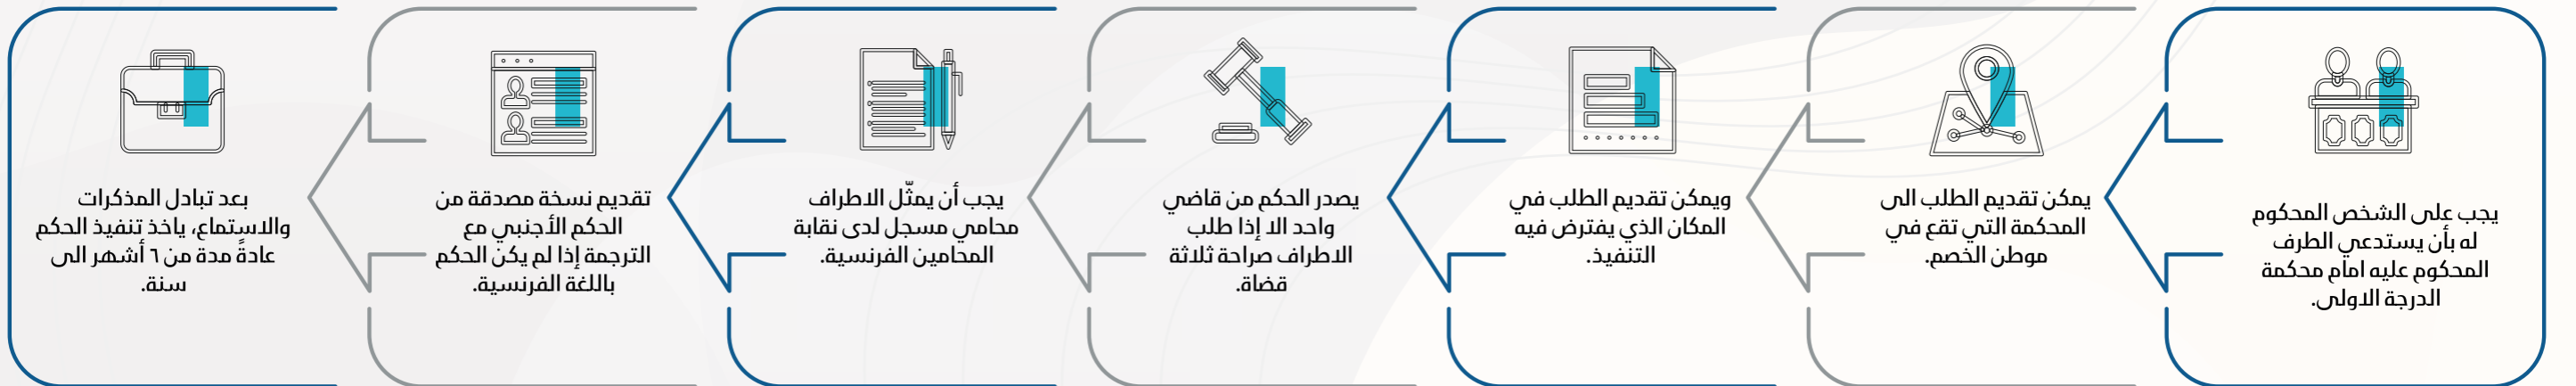 يجب على الشخص المحكوم
له بأن يستدعي الطرف
المحكوم عليه امام محكمة
الدرجة الاولى.
يمكن تقديم الطلب الى
المحكمة التي تقع في
موطن الخصم.
ويمكن تقديم الطلب في
المكان الذي يفترض فيه
التنفيذ.
يصدر الحكم من قاضي
واحد الا إذا طلب
الاطراف صراحة ثلاثة
قضاة.
يجب أن يمثّل الاطراف
محامي مسجل لدى نقابة
المحامين الفرنسية.
تقديم نسخة مصدقة من
الحكم الأجنبي مع
الترجمة إذا لم يكن الحكم
باللغة الفرنسية.
بعد تبادل المذكرات
والاستماع، ياخذ تنفيذ الحكم
عادةً مدة من ٦ أشهر الى
سنة.